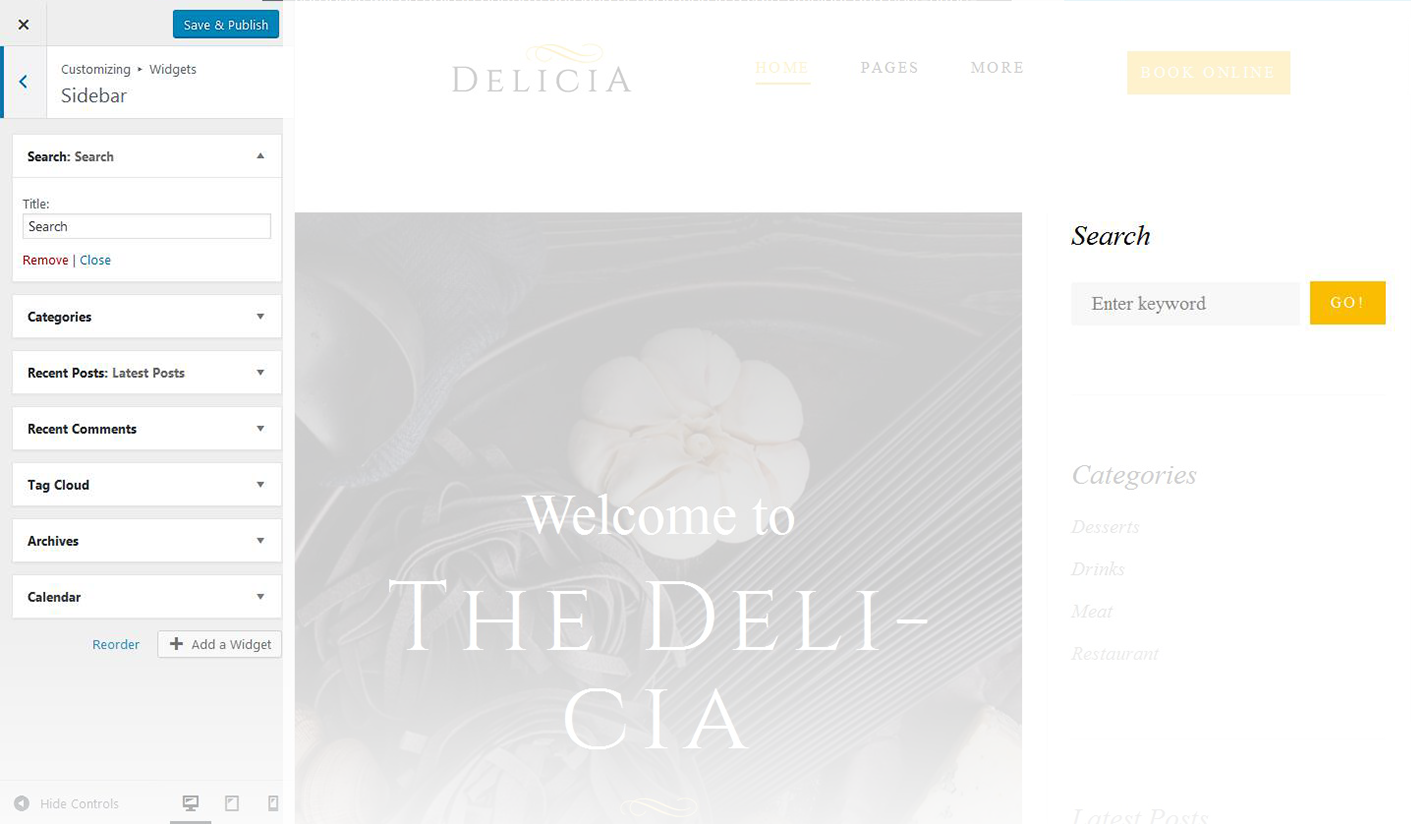 Save & Publish
Customizing ▸ Widgets
Sidebar
Search: Search
Title:
Search
Remove | Close
Categories
Recent Posts: Latest Posts
Recent Comments
Tag Cloud
Archives
Calendar
Reorder
Add a Widget
Hide Controls
DELICIA
HOME
PAGES
MORE
BOOK ONLINE
Welcome to
THE DELI-
CIA
Search
Enter keyword
GO!
Categories
Desserts
Drinks
Meat
Restaurant
Latest Posts